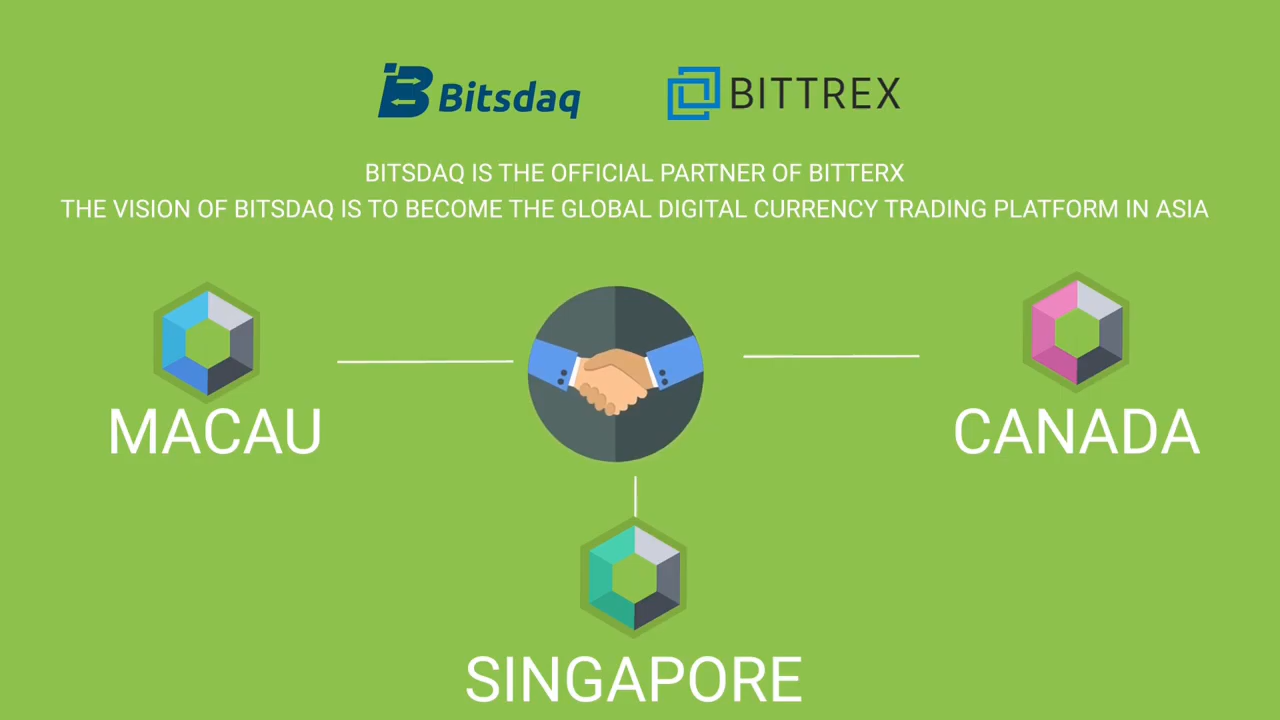 Bitsdaq
BITTREX
BITSDAQ IS THE OFFICIAL PARTNER OF BITTERX
THE VISION OF BITSDAQ IS TO BECOME THE GLOBAL DIGITAL CURRENCY TRADING PLATFORM IN ASIA
MACAU
CANADA
SINGAPORE